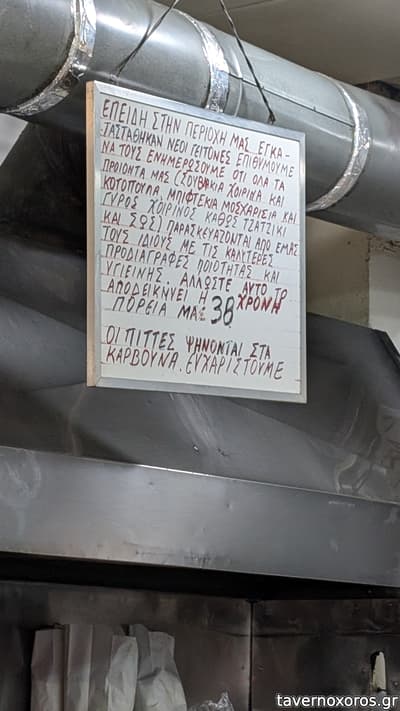 ΕΠΕΙΔΗ ΣΤΗΝ ΠΕΡΙΟΧΗ ΜΑΣ ΕΓΚΑ-
ΤΑΣΤΑΘΗΚΑΝ ΝΕΟΙ ΓΕΙΤΟΝΕΣ ΕΠΙΘΥΜΟΥΜΕ
ΝΑ ΤΟΥΣ ΕΝΗΜΕΡΩΣΟΥΜΕ ΟΤΙ ΟΛΑ ΤΑ
ΠΡΟΙΟΝΤΑ ΜΑΣ (ΣΟΥΒΛΑΚΙΑ ΧΟΙΡΙΝΑ ΚΑΙ
ΚΟΤΟΠΟΥΛΑ, ΜΠΙΦΤΕΚΙΑ ΜΟΣΧΑΡΙΣΙΑ ΚΑΙ
ΓΥΡΟΣ ΧΟΙΡΙΝΟΣ ΚΑΘΩΣ ΤΖΑΤΖΙΚΙ
ΚΑΙ ΣΩΣ) ΠΑΡΑΣΚΕΥΑΖΟΝΤΑΙ ΑΠΟ ΕΜΑΣ
ΤΟΥΣ ΙΔΙΟΥΣ ΜΕ ΤΙΣ ΚΑΛΥΤΕΡΕΣ
ΠΡΟΔΙΑΓΡΑΦΕΣ ΠΟΙΟΤΗΤΑΣ ΚΑΙ
ΥΓΙΕΙΝΗΣ. ΑΛΛΩΣΤΕ ΑΥΤΟ ΤΟ
ΑΠΟΔΕΙΚΝΥΕΙ Η 38 ΧΡΟΝΗ
ΠΟΡΕΙΑ ΜΑΣ
ΟΙ ΠΙΤΤΕΣ ΨΗΝΟΝΤΑΙ ΣΤΑ
ΚΑΡΒΟΥΝΑ. ΕΥΧΑΡΙΣΤΟΥΜΕ
tavernoxoros.gr